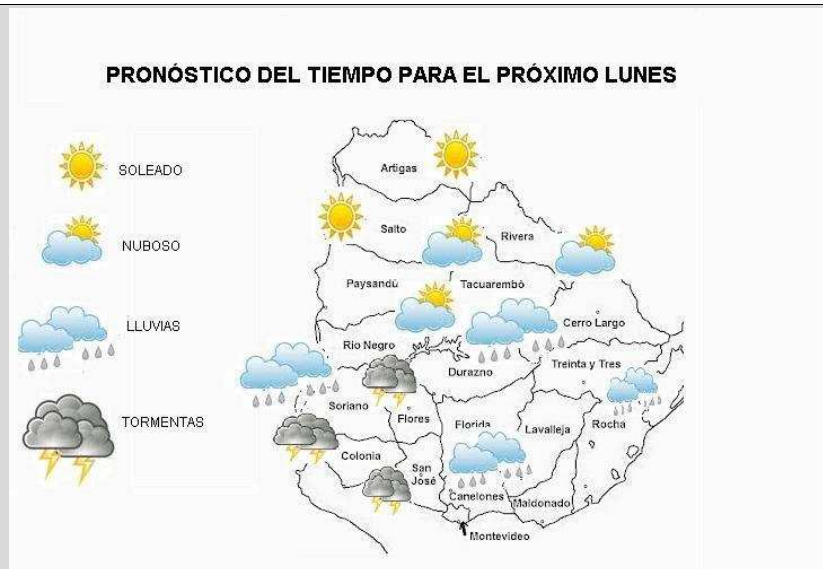 PRONÓSTICO DEL TIEMPO PARA EL PRÓXIMO LUNES
SOLEADO
NUBOSO
LLUVIAS
TORMENTAS
Artigas
Salto
Rivera
Paysandú
Tacuarembó
Cerro Largo
Rio Negro
Durazno
Treinta y Tres
Soriano
Flores
Florida
Lavalleja
Rocha
Colonia
San
José
Canelones
Maldonado
Montevideo